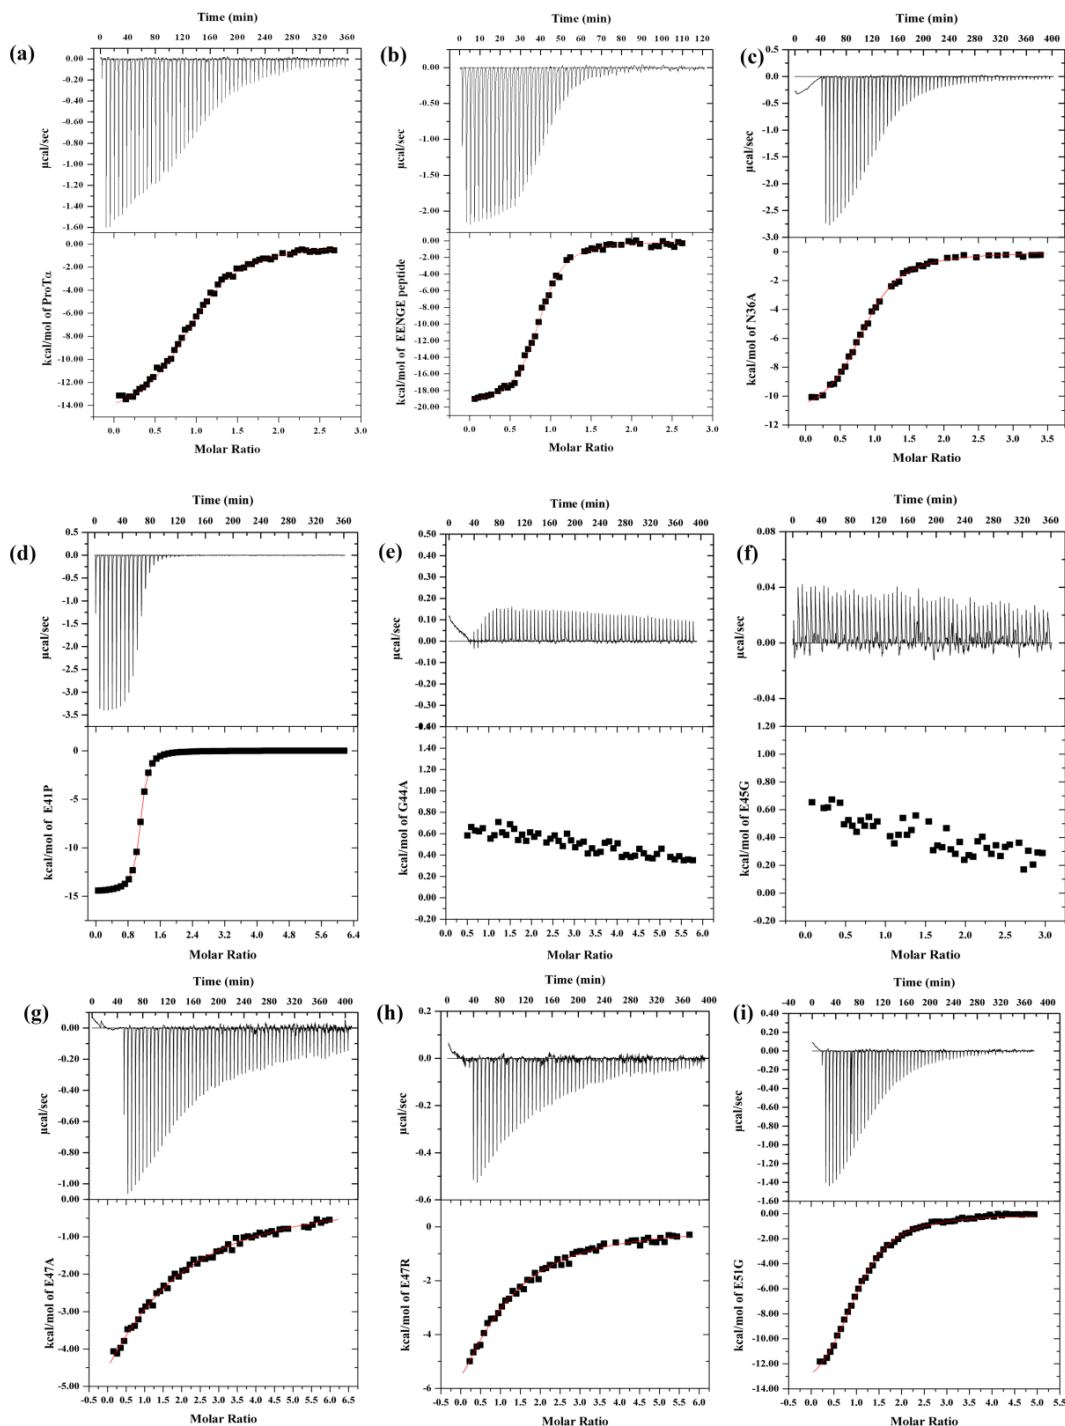 Time (min)
0 40 80 120 160 200 240 280 320 360
(a)
0.00
-0.20
-0.40
-0.60
-0.80
-1.00
-1.20
-1.40
-1.60
µcal/sec
0.00
-2.00
-4.00
-6.00
-8.00
-10.00
-12.00
-14.00
kcal/mol of ProTα
0.0 0.5 1.0 1.5 2.0 2.5 3.0
Molar Ratio
Time (min)
0 10 20 30 40 50 60 70 80 90 100 110 120
(b)
0.00
-0.50
-1.00
-1.50
-2.00
µcal/sec
0.00
-2.00
-4.00
-6.00
-8.00
-10.00
-12.00
-14.00
-16.00
-18.00
-20.00
kcal/mol of EENGE peptide
0.0 0.5 1.0 1.5 2.0 2.5 3.0
Molar Ratio
Time (min)
0 40 80 120 160 200 240 280 320 360 400
(c)
0.5
0.0
-0.5
-1.0
-1.5
-2.0
-2.5
-3.0
µcal/sec
0
-2
-4
-6
-8
-10
-12
kcal/mol of N36A
0.0 0.5 1.0 1.5 2.0 2.5 3.0 3.5
Molar Ratio
Time (min)
0 40 80 120 160 200 240 280 320 360
(d)
0.5
0.0
-0.5
-1.0
-1.5
-2.0
-2.5
-3.0
-3.5
µcal/sec
0
-5
-10
-15
kcal/mol of E41P
0.0 0.8 1.6 2.4 3.2 4.0 4.8 5.6 6.4
Molar Ratio
Time (min)
0 40 80 120 160 200 240 280 320 360 400
(e)
0.50
0.40
0.30
0.20
0.10
0.00
-0.10
-0.20
-0.30
µcal/sec
1.40
1.20
1.00
0.80
0.60
0.40
0.20
0.00
-0.20
kcal/mol of G44A
0.0 0.5 1.0 1.5 2.0 2.5 3.0 3.5 4.0 4.5 5.0 5.5 6.0
Molar Ratio
Time (min)
0 40 80 120 160 200 240 280 320 360
(f)
0.08
0.04
0.00
-0.04
µcal/sec
1.20
1.00
0.80
0.60
0.40
0.20
0.00
-0.20
kcal/mol of E45G
0.0 0.5 1.0 1.5 2.0 2.5 3.0
Molar Ratio
Time (min)
0 40 80 120 160 200 240 280 320 360 400
(g)
0.00
-0.20
-0.40
-0.60
-0.80
-1.00
µcal/sec
0.00
-1.00
-2.00
-3.00
-4.00
-5.00
kcal/mol of E47A
-0.5 0.0 0.5 1.0 1.5 2.0 2.5 3.0 3.5 4.0 4.5 5.0 5.5 6.0 6.5
Molar Ratio
Time (min)
0 40 80 120 160 200 240 280 320 360 400
(h)
0.2
0.0
-0.2
-0.4
-0.6
µcal/sec
0
-2
-4
-6
kcal/mol of E47R
-0.5 0.0 0.5 1.0 1.5 2.0 2.5 3.0 3.5 4.0 4.5 5.0 5.5 6.0
Molar Ratio
Time (min)
-40 0 40 80 120 160 200 240 280 320 360 400
(i)
0.40
0.20
0.00
-0.20
-0.40
-0.60
-0.80
-1.00
-1.20
-1.40
-1.60
µcal/sec
0.00
-2.00
-4.00
-6.00
-8.00
-10.00
-12.00
-14.00
kcal/mol of E51G
-0.5 0.0 0.5 1.0 1.5 2.0 2.5 3.0 3.5 4.0 4.5 5.0
Molar Ratio